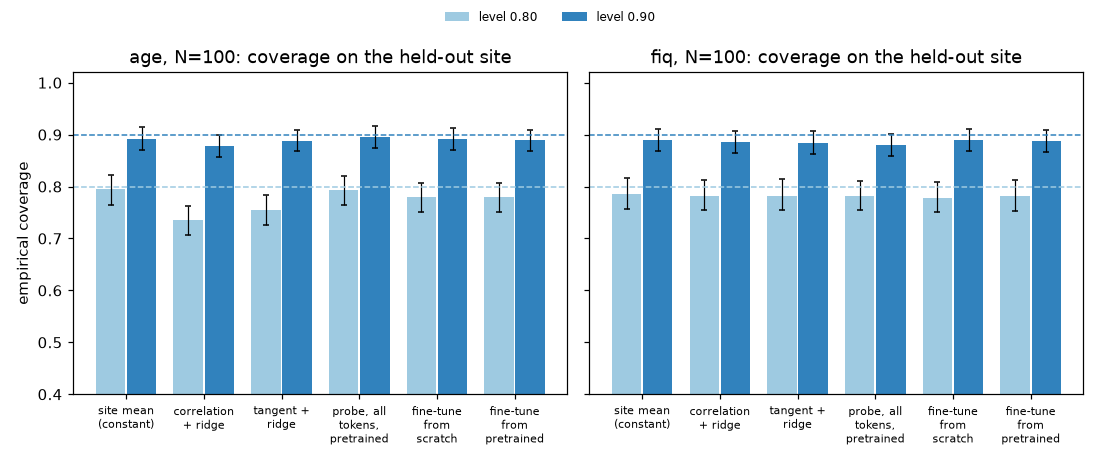 level 0.80 level 0.90
age, N=100: coverage on the held-out site
fiq, N=100: coverage on the held-out site
empirical coverage
1.0
0.9
0.8
0.7
0.6
0.5
0.4
site mean
(constant)
correlation
+ ridge
tangent +
ridge
probe, all
tokens,
pretrained
fine-tune
from
scratch
fine-tune
from
pretrained
site mean
(constant)
correlation
+ ridge
tangent +
ridge
probe, all
tokens,
pretrained
fine-tune
from
scratch
fine-tune
from
pretrained